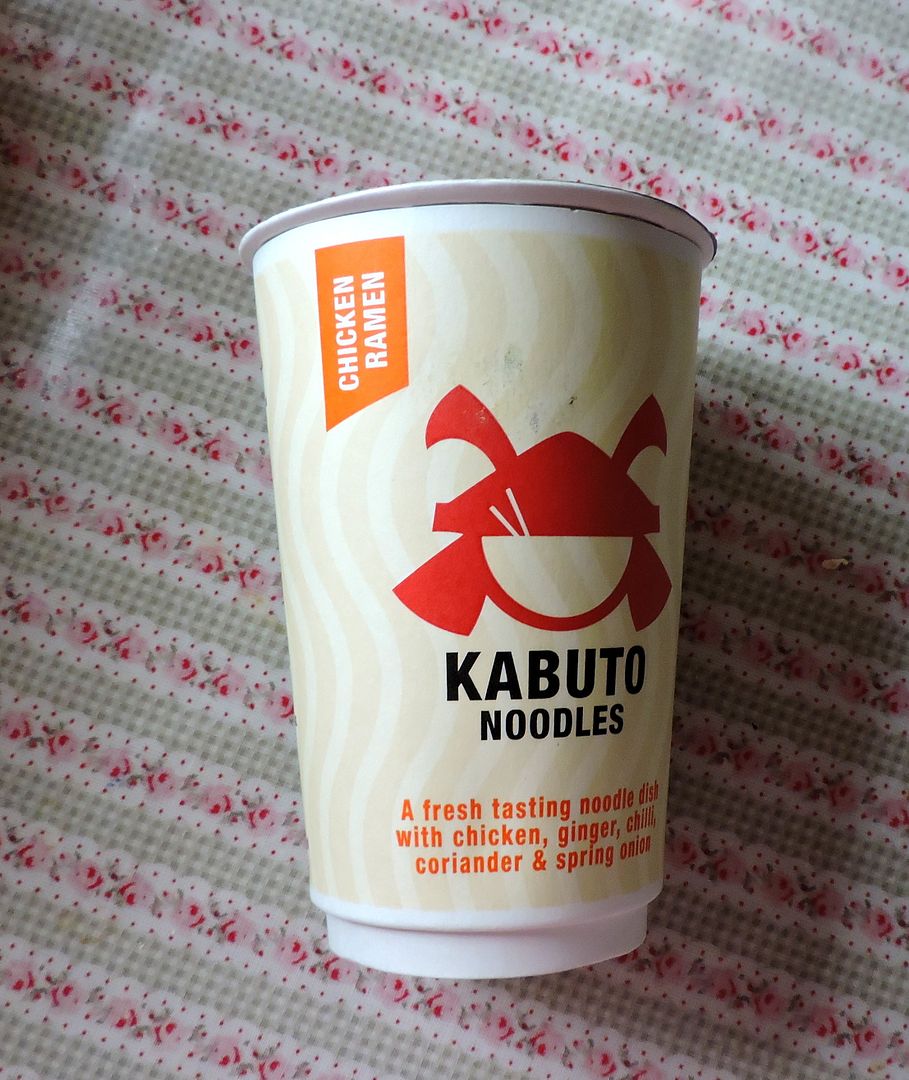 CHICKEN
RAMEN
KABUTO
NOODLES
A fresh tasting noodle dish
with chicken, ginger, chilli,
coriander & spring onion